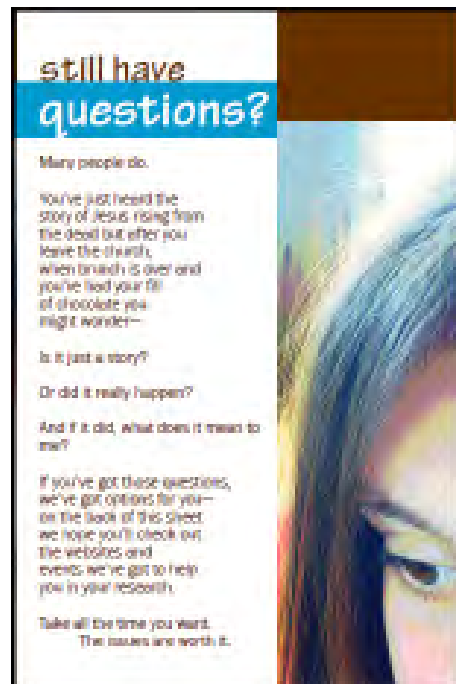 still have
questions?
Many people do.
You've just heard the
story of Jesus rising from
the dead but after you
leave the church,
when brunch is over and
you've had your fill
of chocolate you
might wonder—
Is it just a story?
Or did it really happen?
And if it did, what does it mean to
me?
If you've got those questions,
we've got options for you—
on the back of this sheet
we hope you'll check out
the websites and
events we've got to help
you in your research.
Take all the time you want.
The issues are worth it.